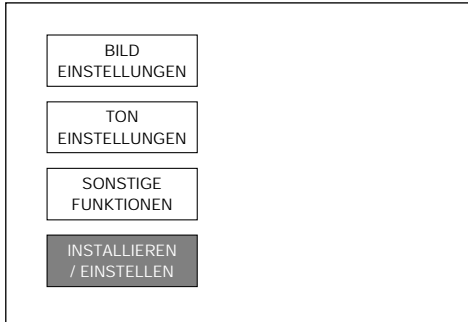 BILD
EINSTELLUNGEN
TON
EINSTELLUNGEN
SONSTIGE
FUNKTIONEN
INSTALLIEREN
/ EINSTELLEN